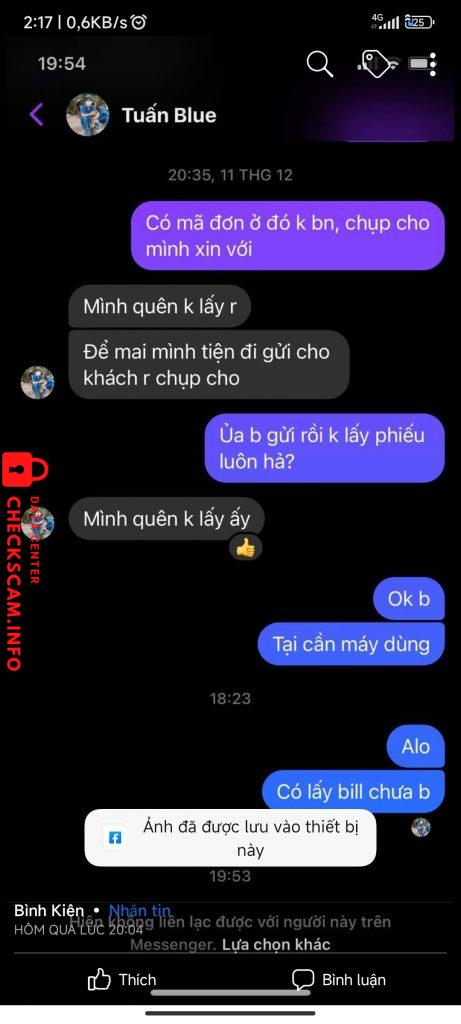 2:17 | 0,6KB/s
4G
25
19:54
Tuấn Blue
20:35, 11 THG 12
Có mã đơn ở đó k bn, chụp cho
mình xin với
Mình quên k lấy r
Để mai mình tiện đi gửi cho
khách r chụp cho
Ủa b gửi rồi k lấy phiếu
luôn hả?
Mình quên k lấy ấy
DATA CENTER
CHECKSCAM.INFO
Ok b
Tại cần máy dùng
18:23
Alo
Có lấy bill chưa b
Ảnh đã được lưu vào thiết bị
này
19:53
Bình Kiên • Nhắn tin
Hiện không liên lạc được với người này trên
HÔM QUA LÚC 20:04
Messenger. Lựa chọn khác
Thích
Bình luận